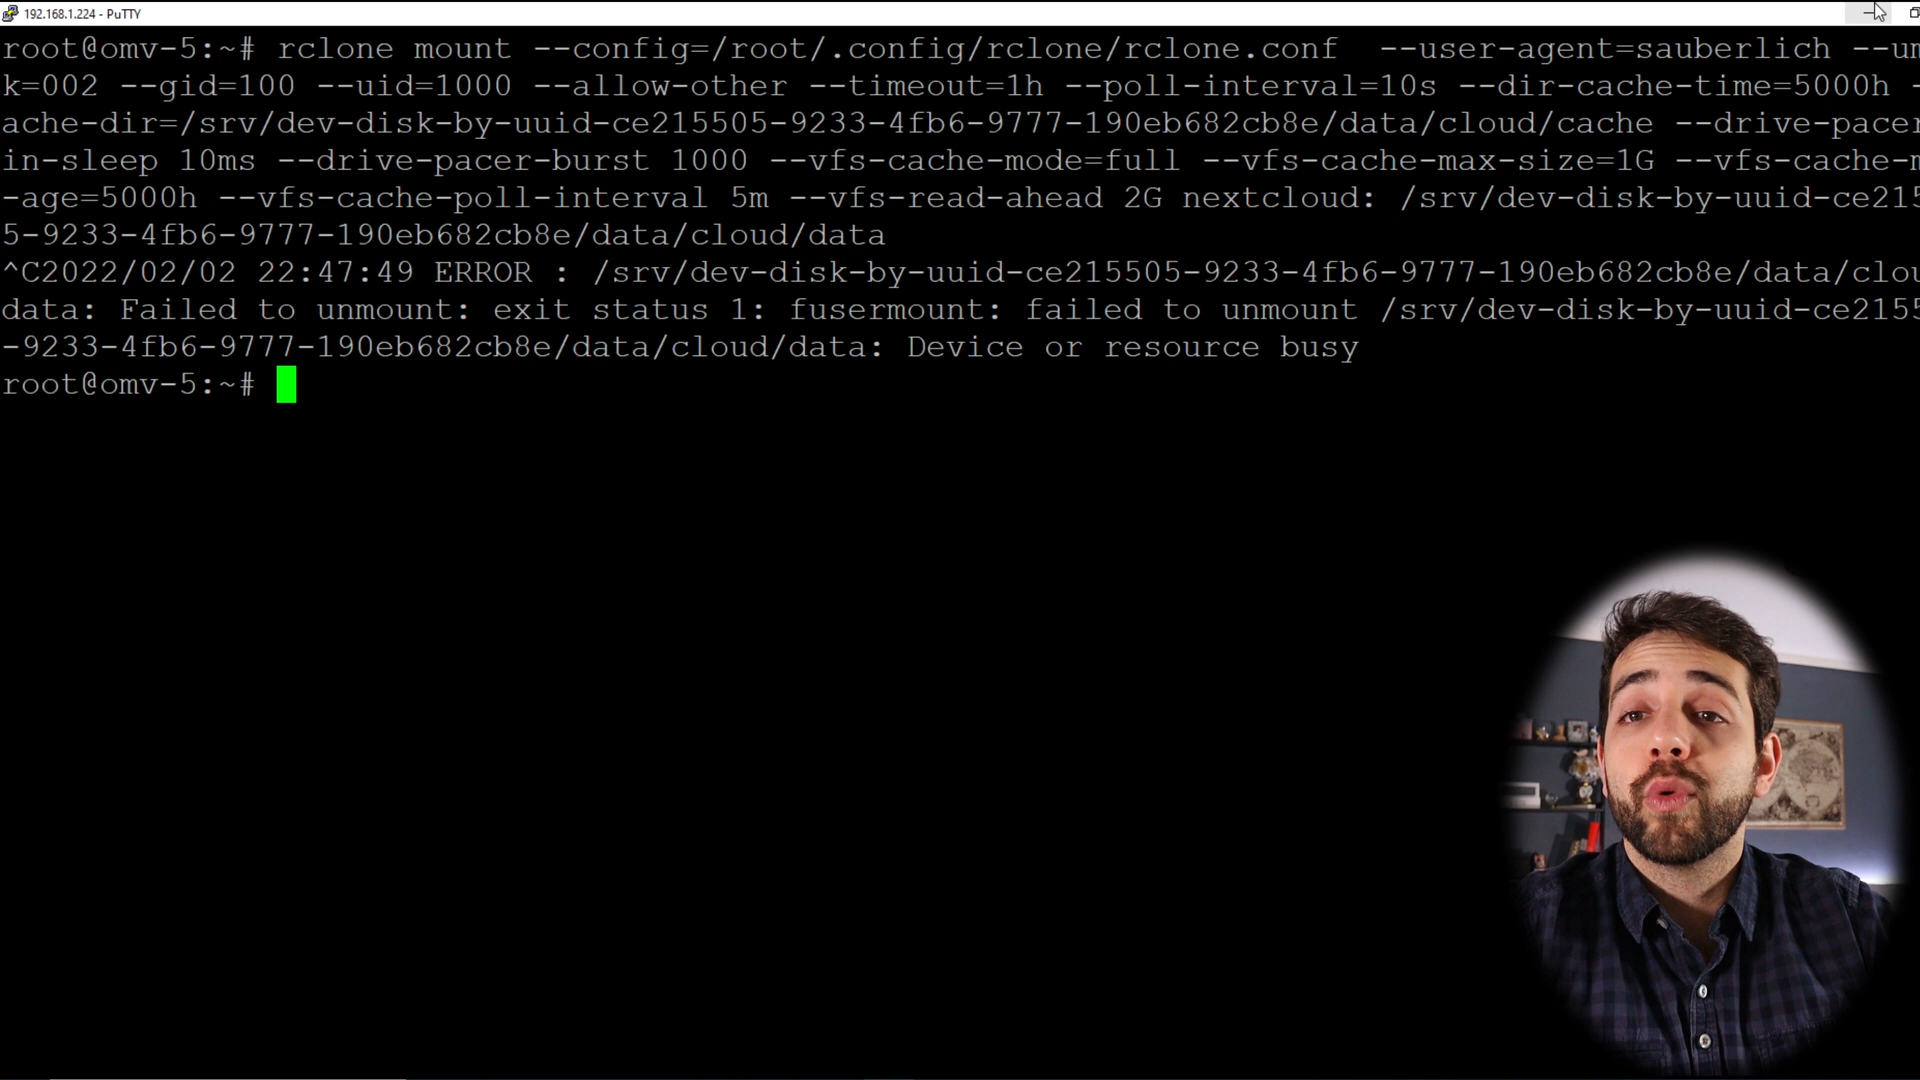 192.168.1.224 - PuTTY
root@omv-5:~# rclone mount --config=/root/.config/rclone/rclone.conf  --user-agent=sauberlich --um
k=002 --gid=100 --uid=1000 --allow-other --timeout=1h --poll-interval=10s --dir-cache-time=5000h -
ache-dir=/srv/dev-disk-by-uuid-ce215505-9233-4fb6-9777-190eb682cb8e/data/cloud/cache --drive-pacer
in-sleep 10ms --drive-pacer-burst 1000 --vfs-cache-mode=full --vfs-cache-max-size=1G --vfs-cache-m
-age=5000h --vfs-cache-poll-interval 5m --vfs-read-ahead 2G nextcloud: /srv/dev-disk-by-uuid-ce215
5-9233-4fb6-9777-190eb682cb8e/data/cloud/data
^C2022/02/02 22:47:49 ERROR : /srv/dev-disk-by-uuid-ce215505-9233-4fb6-9777-190eb682cb8e/data/clou
data: Failed to unmount: exit status 1: fusermount: failed to unmount /srv/dev-disk-by-uuid-ce2155
-9233-4fb6-9777-190eb682cb8e/data/cloud/data: Device or resource busy
root@omv-5:~#